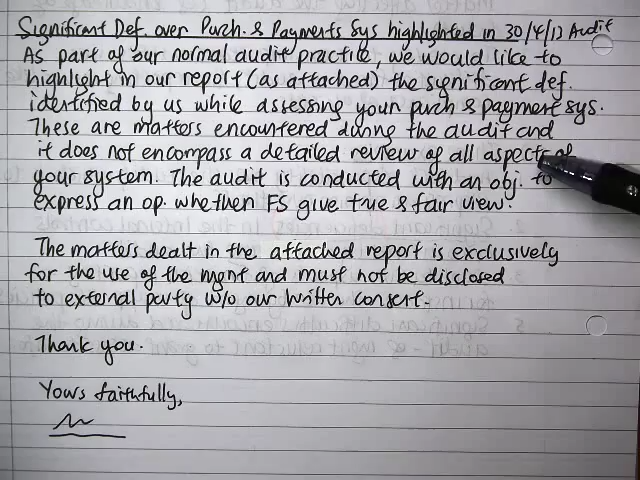 Significant Def. over Purch. & Payments Sys highlighted in 30/4/13 Audit
As part of our normal audit practice, we would like to
highlight in our report (as attached) the significant def.
identified by us while assessing your purch & payment sys.
These are matters encountered during the audit and
it does not encompass a detailed review of all aspects of
your system. The audit is conducted with an obj. to
express an op. whether FS give true & fair view.
The matters dealt in the attached report is exclusively
for the use of the mgnt and must not be disclosed
to external party w/o our written consent.
Thank you.
Yours faithfully,